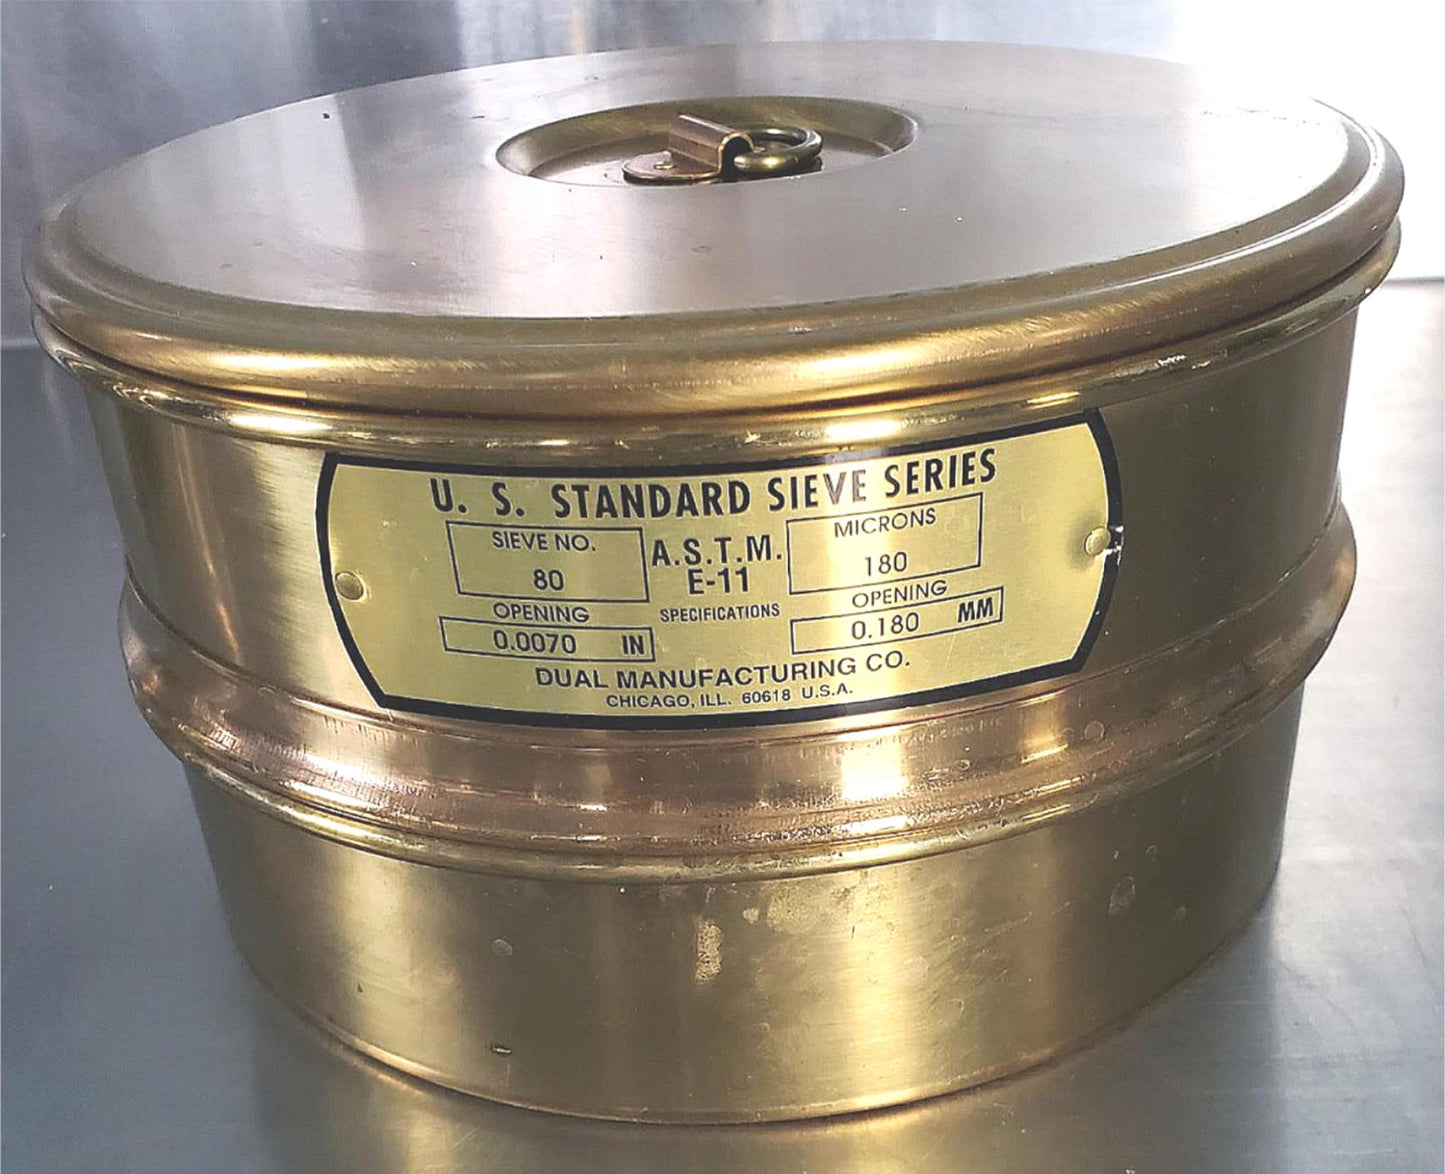 U. S. STANDARD SIEVE SERIES
SIEVE NO.
80
OPENING
0.0070 IN
A.S.T.M.
E-11
SPECIFICATIONS
MICRONS
180
OPENING
0.180 MM
DUAL MANUFACTURING CO.
CHICAGO, ILL. 60618 U.S.A.